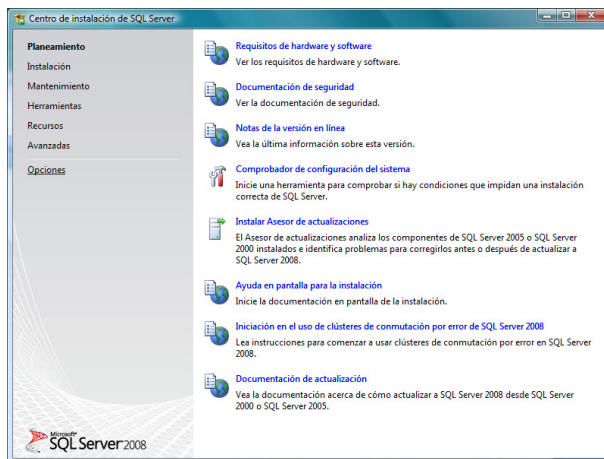 Centro de instalación de SQL Server
Planeamiento
Instalación
Mantenimiento
Herramientas
Recursos
Avanzadas
Opciones
Requisitos de hardware y software
Ver los requisitos de hardware y software.
Documentación de seguridad
Ver la documentación de seguridad.
Notas de la versión en línea
Vea la última información sobre esta versión.
Comprobador de configuración del sistema
Inicie una herramienta para comprobar si hay condiciones que impidan una instalación
correcta de SQL Server.
Instalar Asesor de actualizaciones
El Asesor de actualizaciones analiza los componentes de SQL Server 2005 o SQL Server
2000 instalados e identifica problemas para corregirlos antes o después de actualizar a
SQL Server 2008.
Ayuda en pantalla para la instalación
Inicie la documentación en pantalla de la instalación.
Iniciación en el uso de clústeres de conmutación por error de SQL Server 2008
Lea instrucciones para comenzar a usar clústeres de conmutación por error en SQL Server
2008.
Documentación de actualización
Vea la documentación acerca de cómo actualizar a SQL Server 2008 desde SQL Server
2000 o SQL Server 2005.
Microsoft
SQL Server 2008